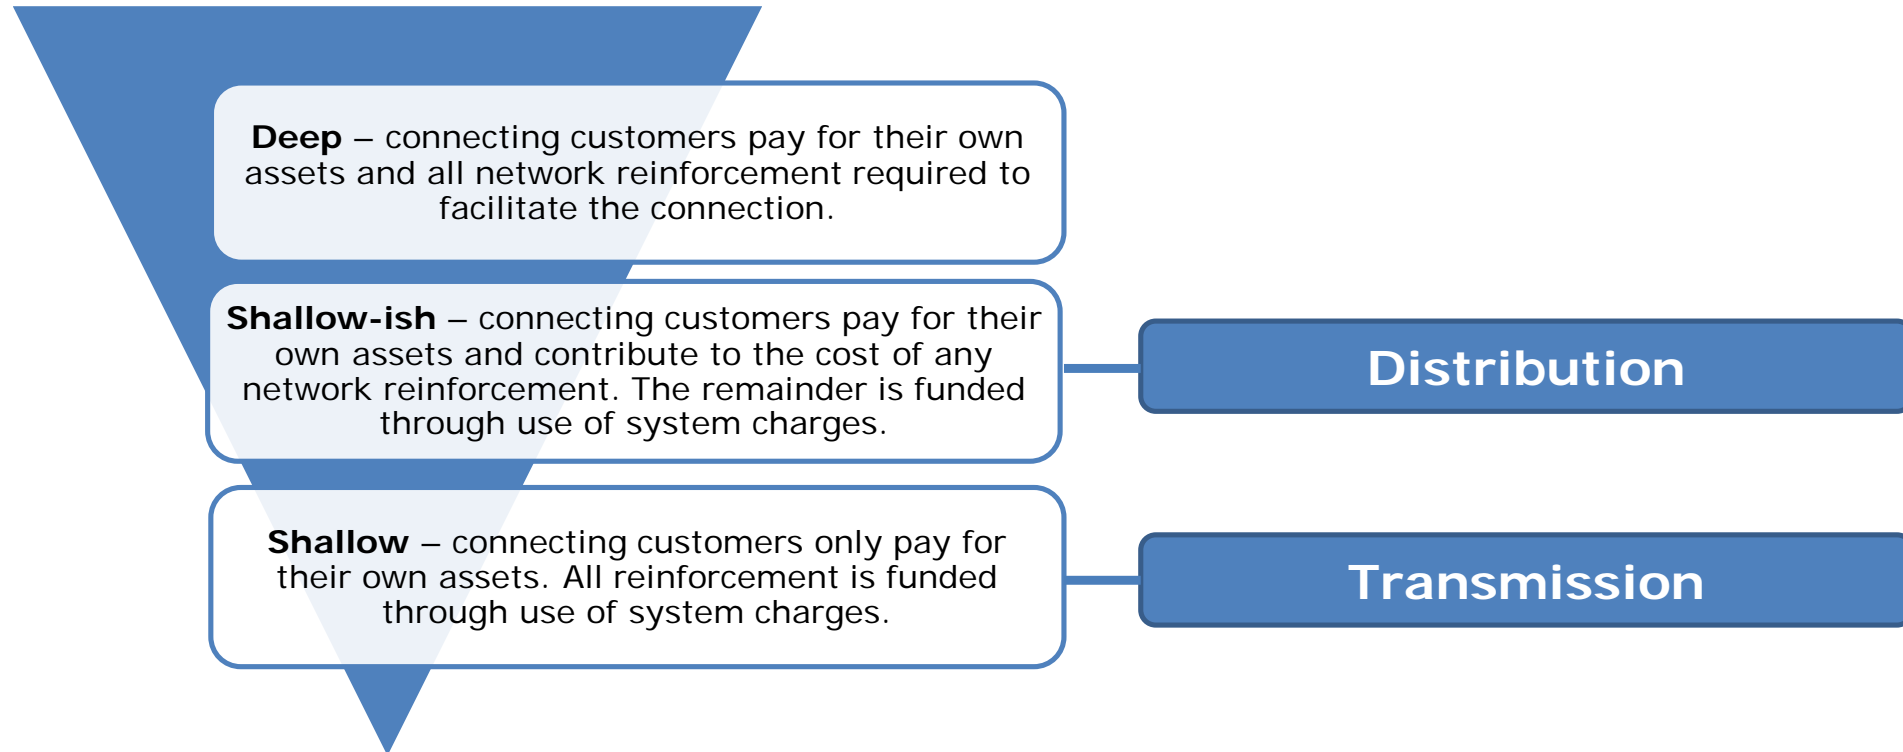 Deep – connecting customers pay for their own
assets and all network reinforcement required to
facilitate the connection.
Shallow-ish – connecting customers pay for their
own assets and contribute to the cost of any
network reinforcement. The remainder is funded
through use of system charges.
Distribution
Shallow – connecting customers only pay for
their own assets. All reinforcement is funded
through use of system charges.
Transmission